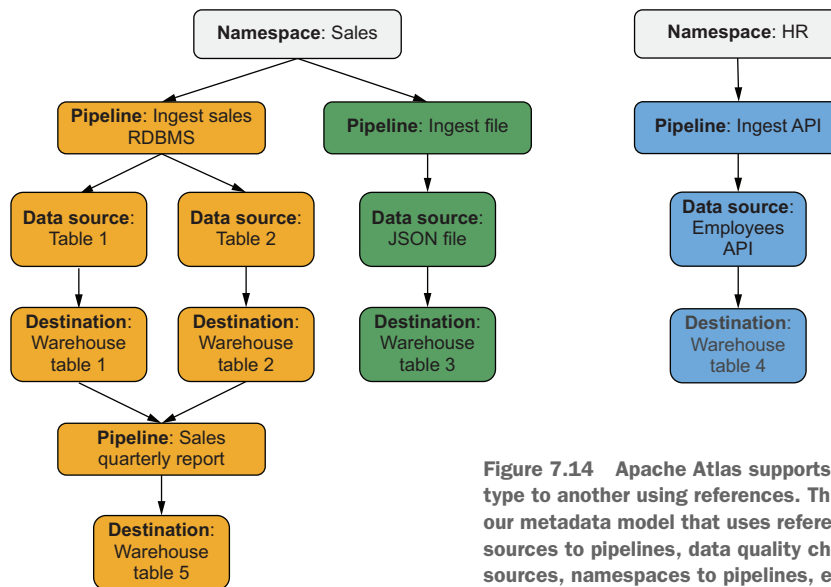 Namespace: Sales
Namespace: HR
Pipeline: Ingest sales
RDBMS
Pipeline: Ingest file
Pipeline: Ingest API
Data source:
Table 1
Data source:
Table 2
Data source:
JSON file
Data source:
Employees
API
Destination:
Warehouse
table 1
Destination:
Warehouse
table 2
Destination:
Warehouse
table 3
Destination:
Warehouse
table 4
Pipeline: Sales
quarterly report
Destination:
Warehouse
table 5
Figure 7.14 Apache Atlas supports
type to another using references. Th
our metadata model that uses refere
sources to pipelines, data quality ch
sources, namespaces to pipelines, e